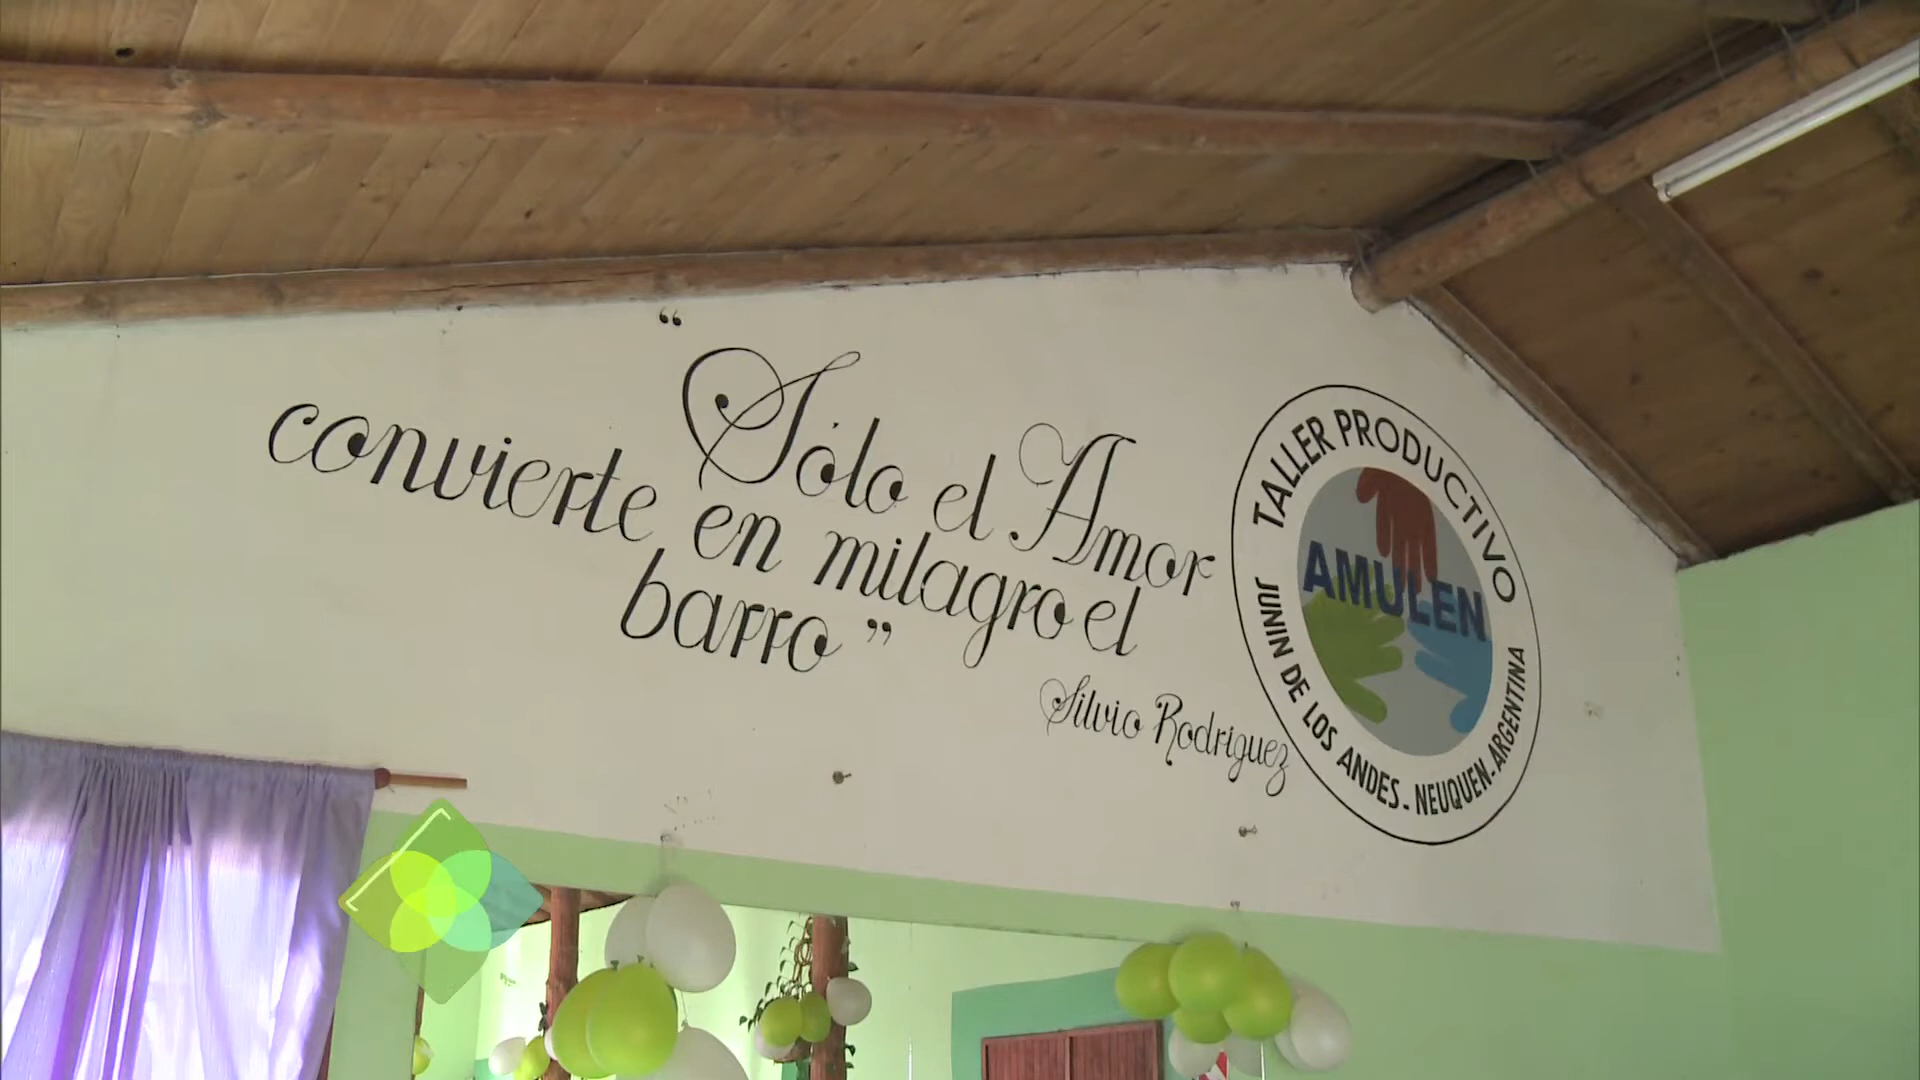 “
Sólo el Amor
convierte en milagro el
barro”
Silvio Rodriguez
TALLER PRODUCTIVO
AMULEN
JUNIN DE LOS ANDES - NEUQUEN - ARGENTINA